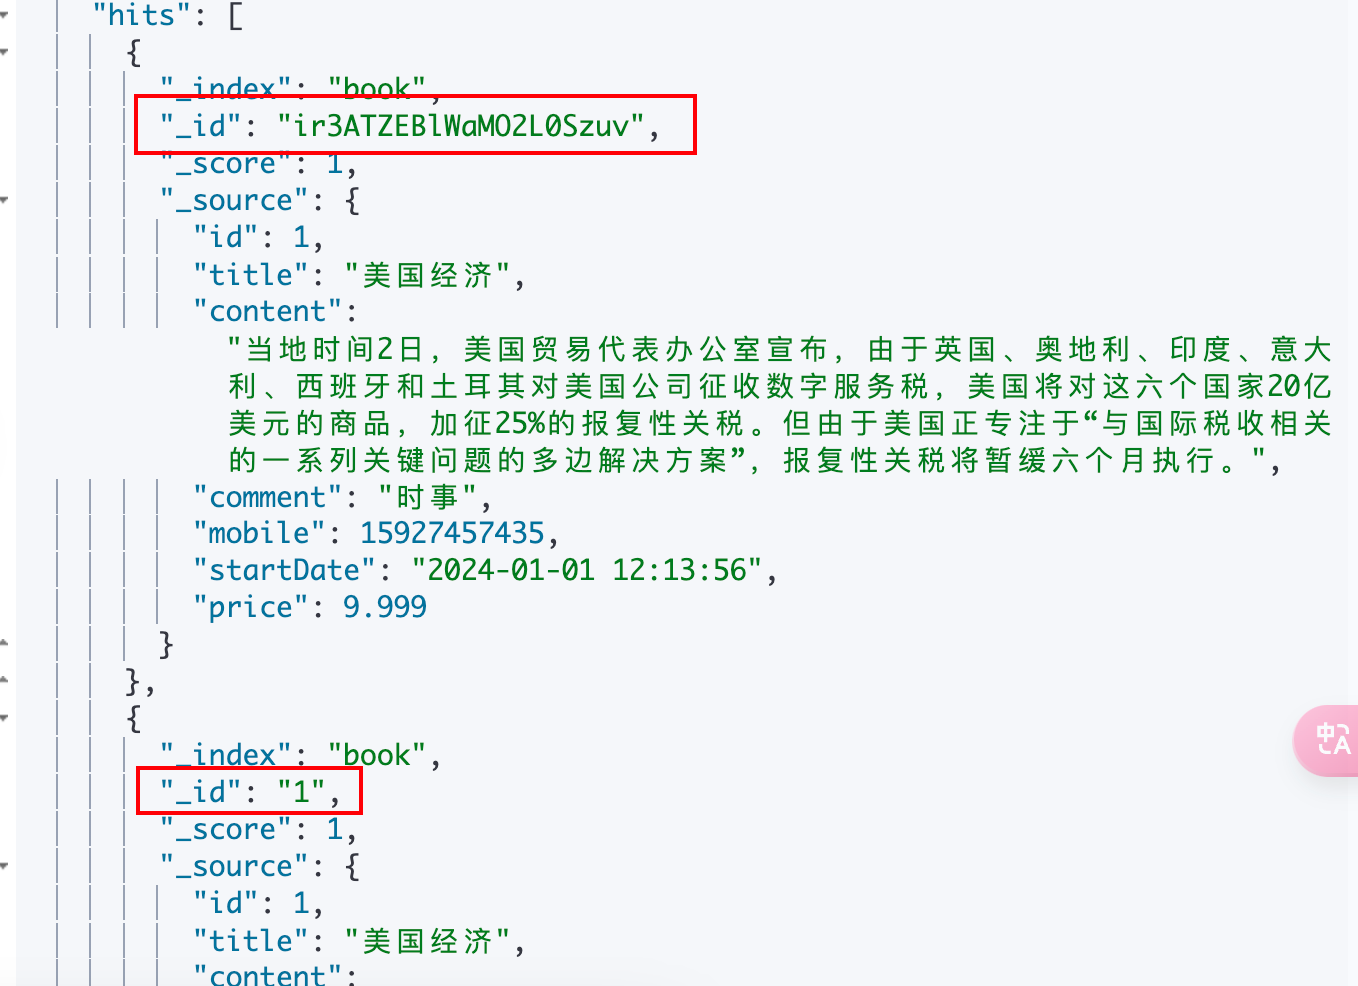 "hits": [
{
"_index": "book",
"_id": "ir3ATZEBlWaMO2L0Szuv",
"_score": 1,
"_source": {
"id": 1,
"title": "美国经济",
"content":
"当地时间2日，美国贸易代表办公室宣布，由于英国、奥地利、印度、意大
利、西班牙和土耳其对美国公司征收数字服务税，美国将对这六个国家20亿
美元的商品，加征25%的报复性关税。但由于美国正专注于“与国际税收相关
的一系列关键问题的多边解决方案”，报复性关税将暂缓六个月执行。",
"comment": "时事",
"mobile": 15927457435,
"startDate": "2024-01-01 12:13:56",
"price": 9.999
}
},
{
"_index": "book",
"_id": "1",
"_score": 1,
"_source": {
"id": 1,
"title": "美国经济",
"content":
中A